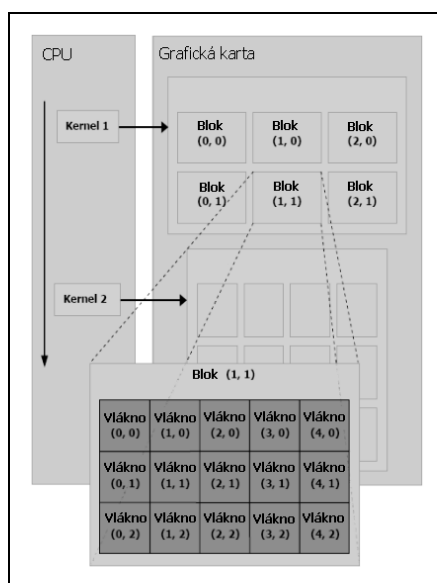 CPU
Grafická karta
Kernel 1
Blok Blok Blok
(0, 0) (1, 0) (2, 0)
Blok Blok Blok
(0, 1) (1, 1) (2, 1)
Kernel 2
Blok (1, 1)
Vlákno Vlákno Vlákno Vlákno Vlákno
(0, 0) (1, 0) (2, 0) (3, 0) (4, 0)
Vlákno Vlákno Vlákno Vlákno Vlákno
(0, 1) (1, 1) (2, 1) (3, 1) (4, 1)
Vlákno Vlákno Vlákno Vlákno Vlákno
(0, 2) (1, 2) (2, 2) (3, 2) (4, 2)